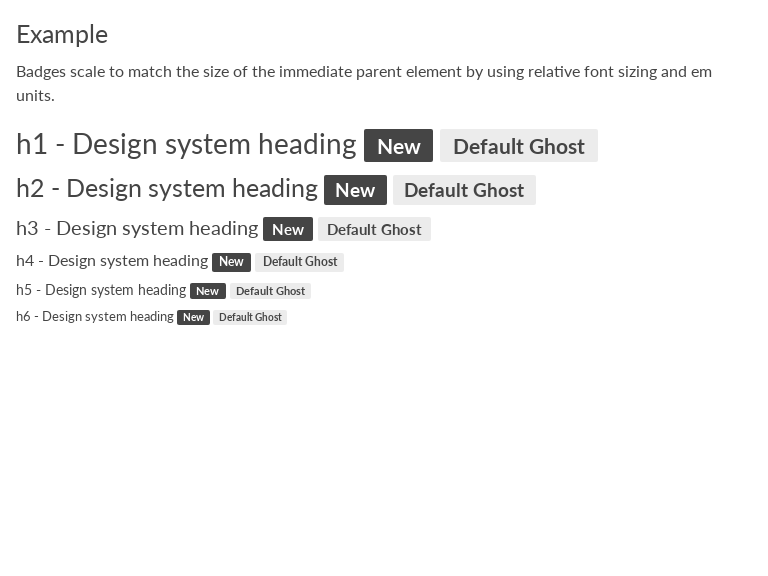 Example
Badges scale to match the size of the immediate parent element by using relative font sizing and em
units.
h1 - Design system heading New Default Ghost
h2 - Design system heading New Default Ghost
h3 - Design system heading New Default Ghost
h4 - Design system heading New Default Ghost
h5 - Design system heading New Default Ghost
h6 - Design system heading New Default Ghost